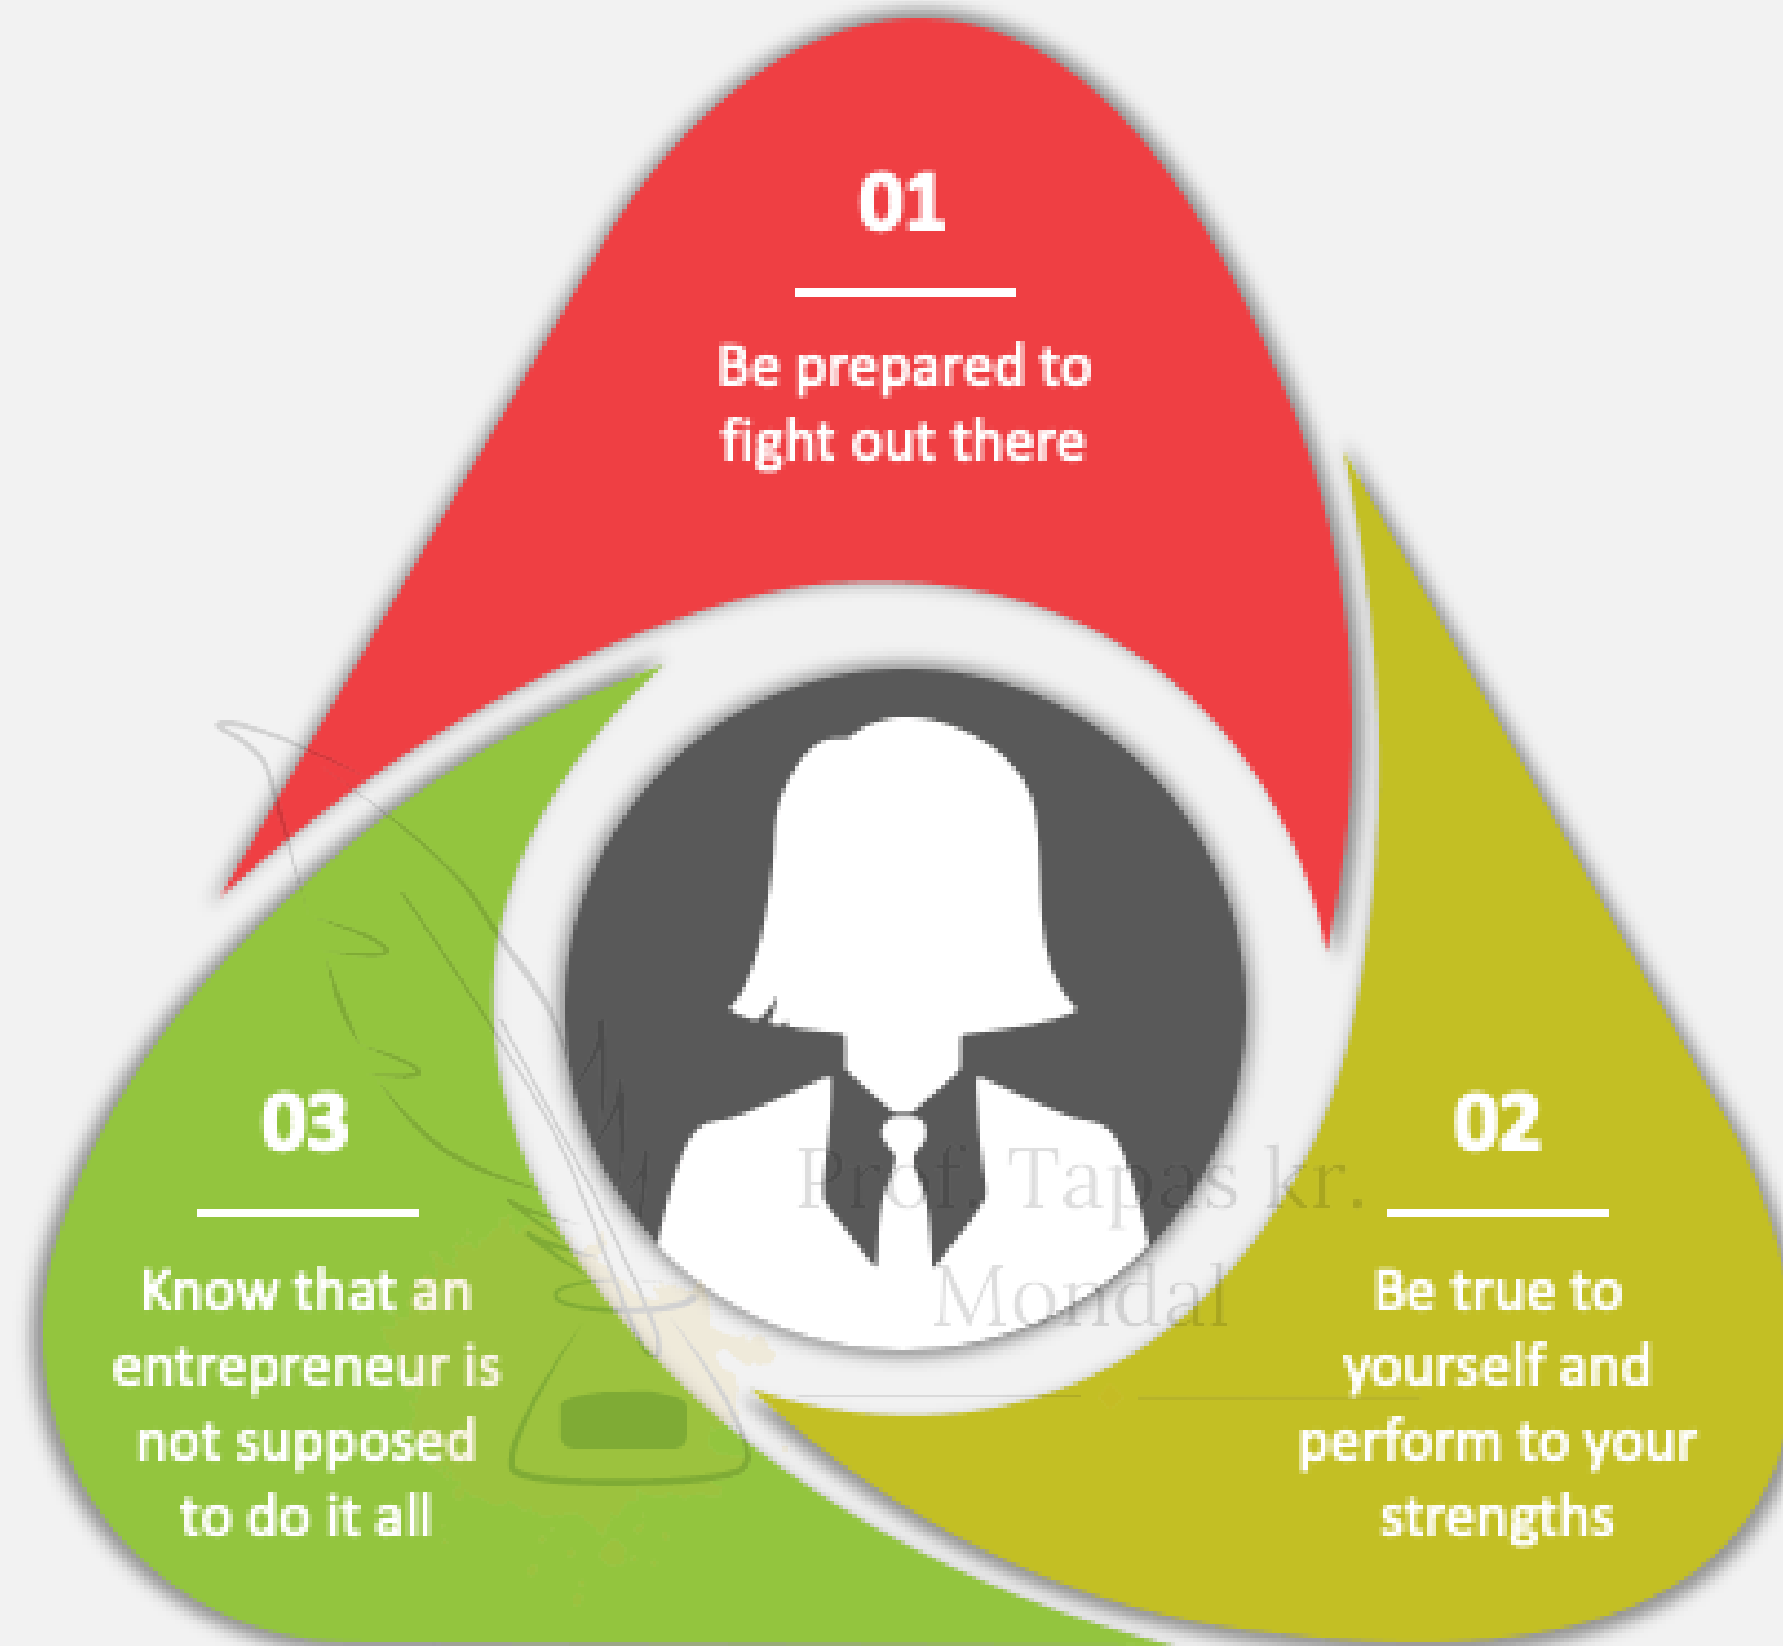 01
Be prepared to
fight out there
02
Be true to
yourself and
perform to your
strengths
03
Know that an
entrepreneur is
not supposed
to do it all
Prof. Tapas kr.
Mondal